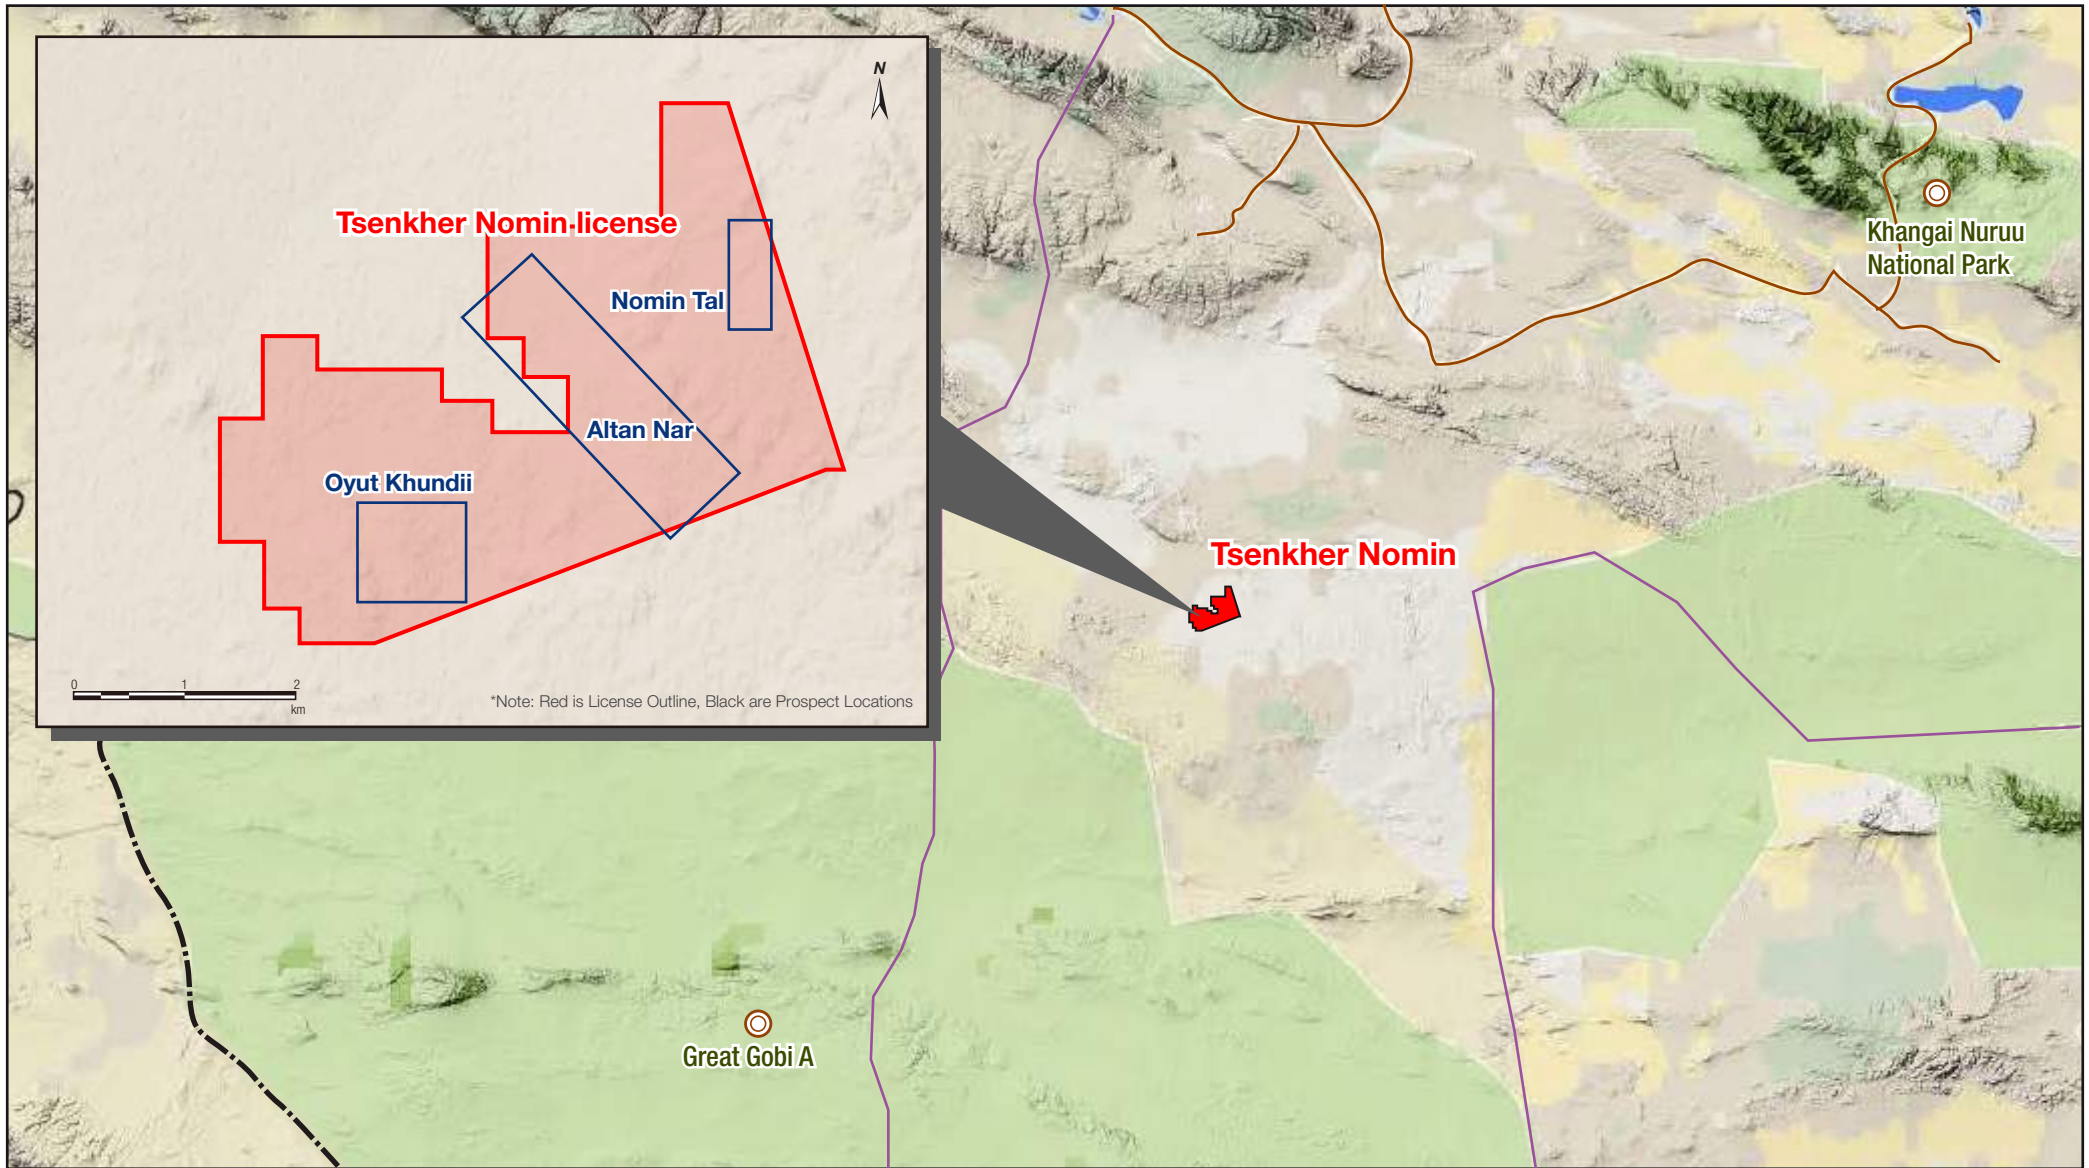 N
Tsenkher Nomin license
Nomin Tal
Altan Nar
Oyut Khundii
0 1 2
km
*Note: Red is License Outline, Black are Prospect Locations
Khangai Nuruu
National Park
Tsenkher Nomin
Great Gobi A